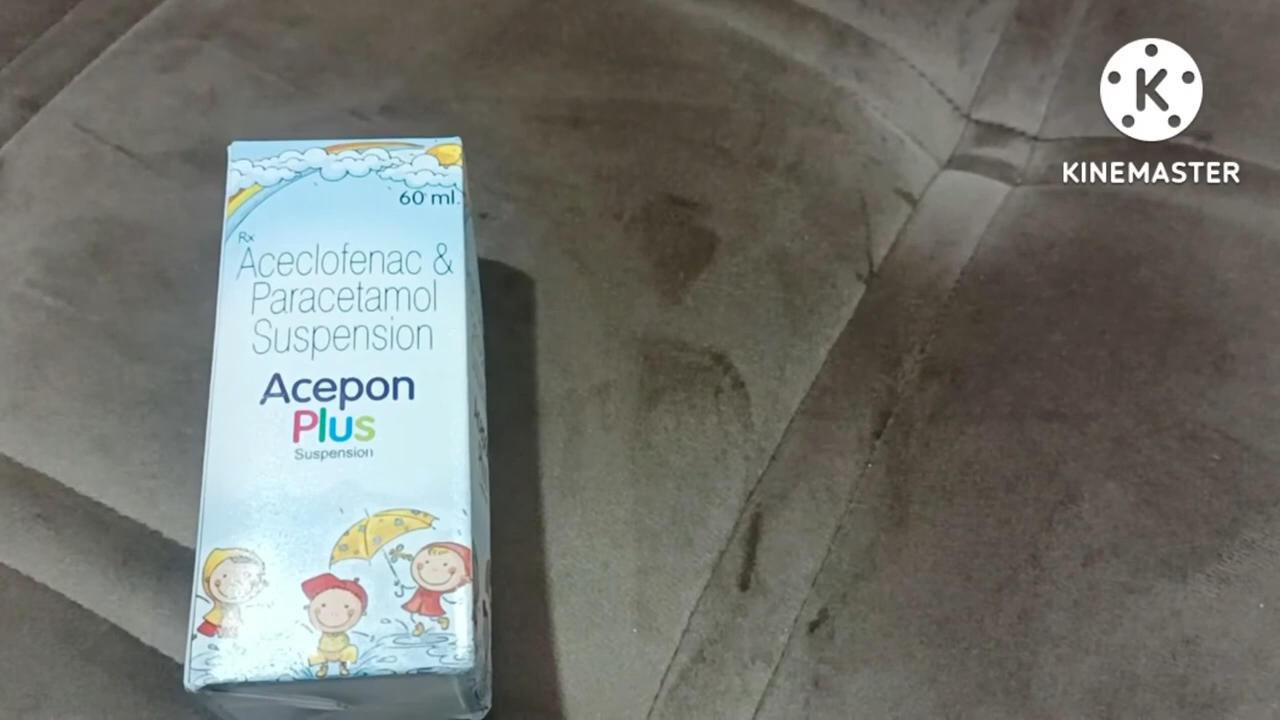 60 ml.
Rx
Aceclofenac &
Paracetamol
Suspension
Acepon
Plus
Suspension
K
KINEMASTER